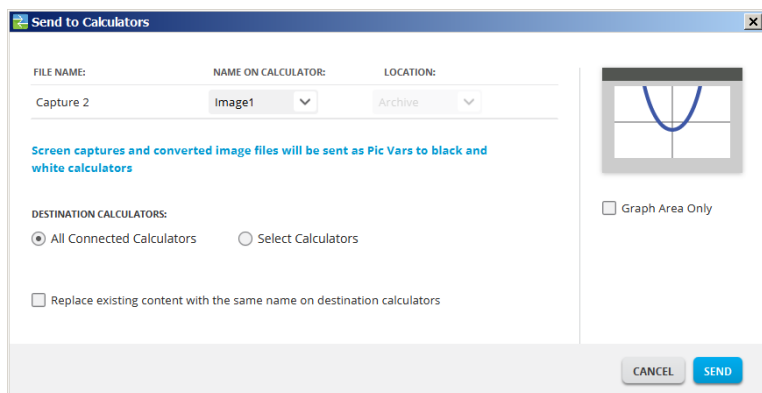 Send to Calculators
FILE NAME: NAME ON CALCULATOR: LOCATION:
Capture 2 Image1 Archive
Screen captures and converted image files will be sent as Pic Vars to black and
white calculators
Graph Area Only
DESTINATION CALCULATORS:
All Connected Calculators Select Calculators
Replace existing content with the same name on destination calculators
CANCEL SEND